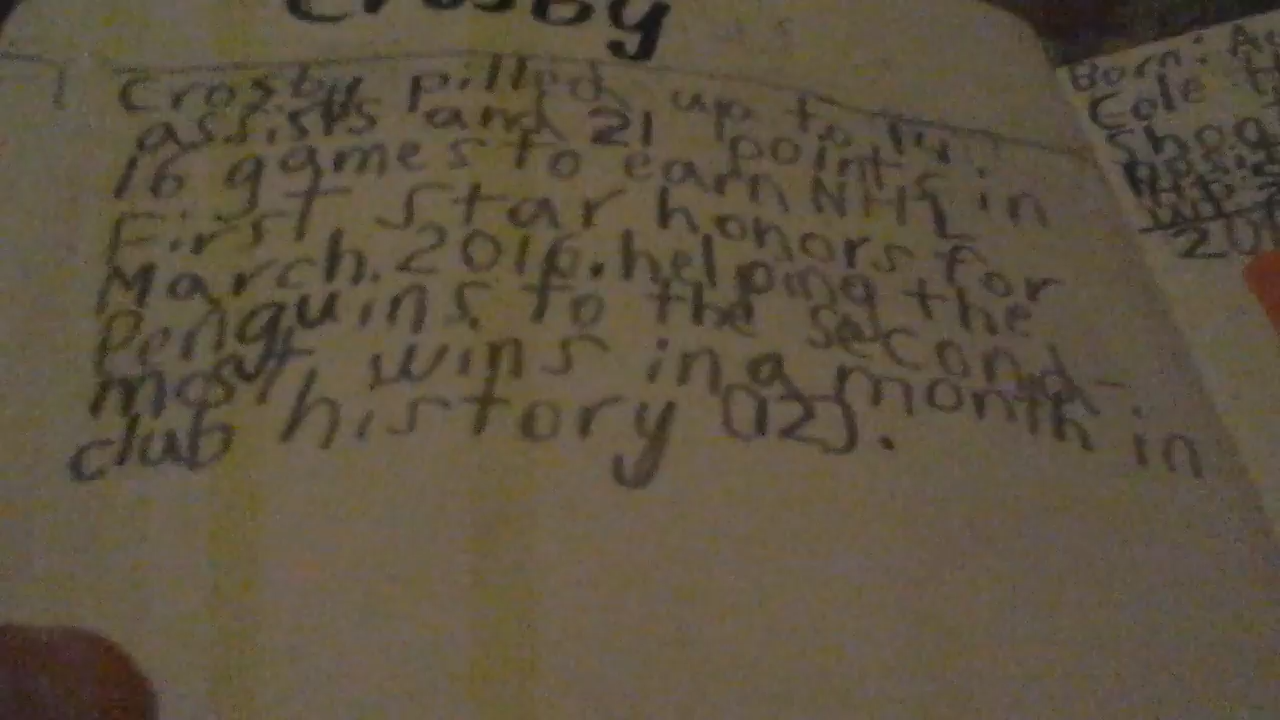 Crosby
Crosby pilled up to 14
assists and 21 points in
16 games to earn NHL
First Star honors for
March. 2016. helping the
Penguins to the second-
most wins in a month in
club history (12).
Born:
Cole